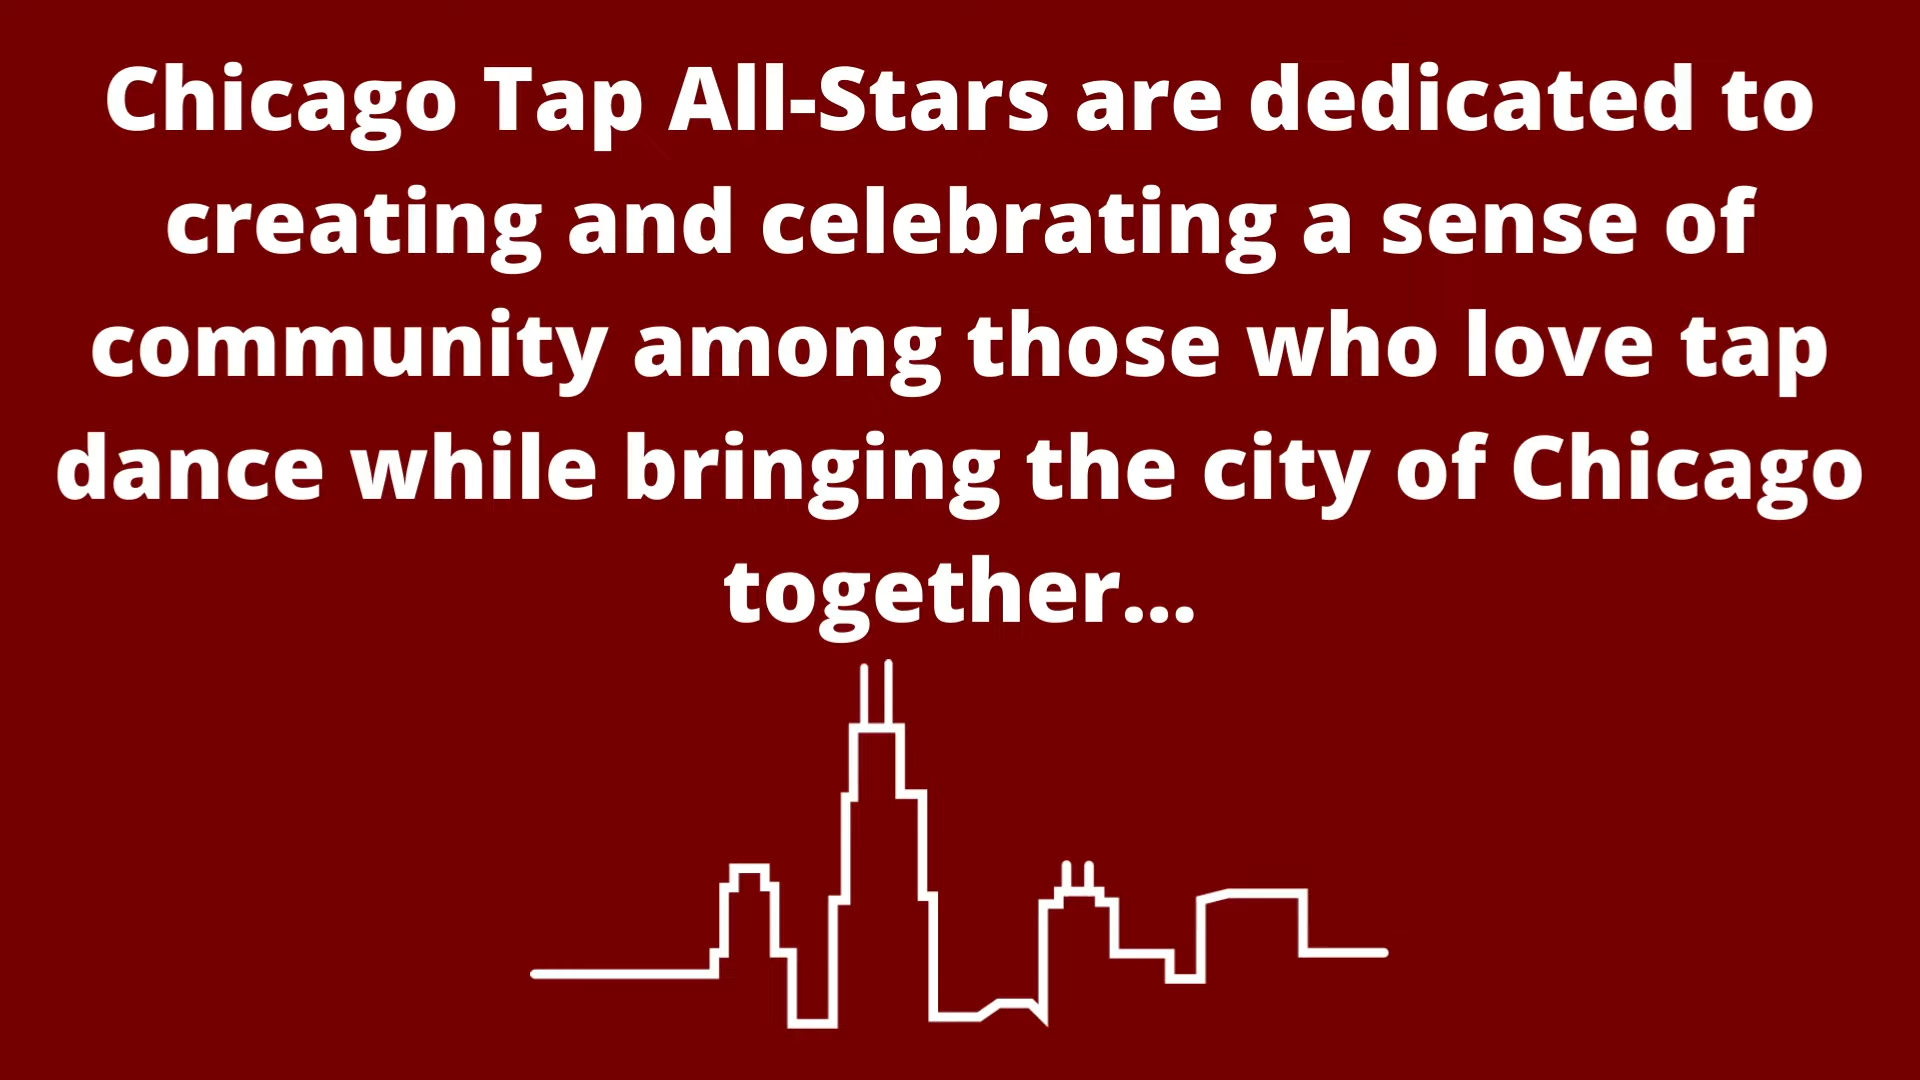 Chicago Tap All-Stars are dedicated to
creating and celebrating a sense of
community among those who love tap
dance while bringing the city of Chicago
together...